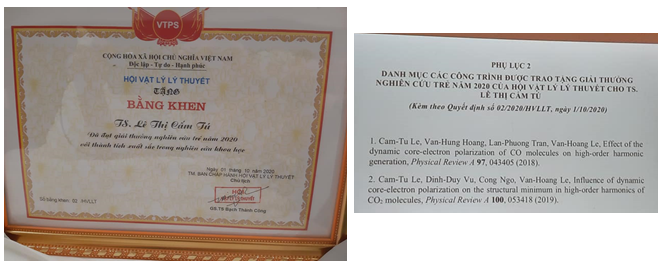 VTPS
CỘNG HÒA XÃ HỘI CHỦ NGHĨA VIỆT NAM
Độc lập - Tự do - Hạnh phúc
HỘI VẬT LÝ LÝ THUYẾT
TẶNG
BẰNG KHEN
TS. Lê Thị Cẩm Tú
Đã đạt giải thưởng nghiên cứu trẻ năm 2020
với thành tích xuất sắc trong nghiên cứu khoa học
Ngày 01 tháng 10 năm 2020
TM. BAN CHẤP HÀNH HỘI VẬT LÝ LÝ THUYẾT
Chủ tịch
Số bằng khen: 02 /HVLLT
GS.TS Bạch Thành Công
PHỤ LỤC 2
DANH MỤC CÁC CÔNG TRÌNH ĐƯỢC TRAO TẶNG GIẢI THƯỞNG
NGHIÊN CỨU TRẺ NĂM 2020 CỦA HỘI VẬT LÝ LÝ THUYẾT CHO TS.
LÊ THỊ CẨM TÚ
(Kèm theo Quyết định số 02/2020/HVLLT, ngày 1/10/2020)
1. Cam-Tu Le, Van-Hung Hoang, Lan-Phuong Tran, Van-Hoang Le, Effect of the
dynamic core-electron polarization of CO molecules on high-order harmonic
generation, Physical Review A 97, 043405 (2018).
2. Cam-Tu Le, Dinh-Duy Vu, Cong Ngo, Van-Hoang Le, Influence of dynamic
core-electron polarization on the structural minimum in high-order harmonics of
CO₂ molecules, Physical Review A 100, 053418 (2019).